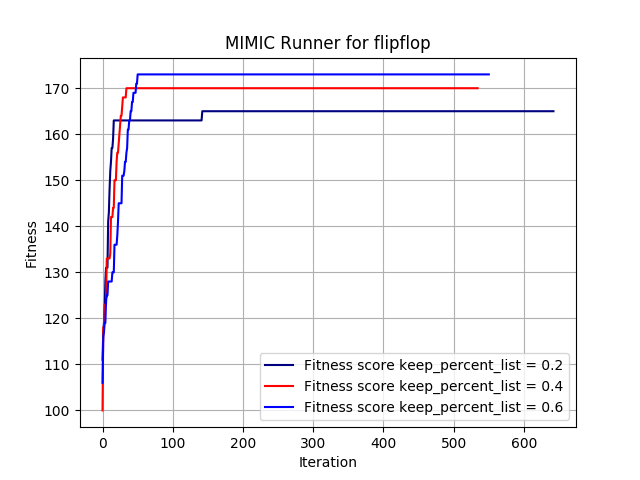 MIMIC Runner for flipflop
Fitness
170
160
150
140
130
120
110
100
0 100 200 300 400 500 600
Iteration
Fitness score keep_percent_list = 0.2
Fitness score keep_percent_list = 0.4
Fitness score keep_percent_list = 0.6